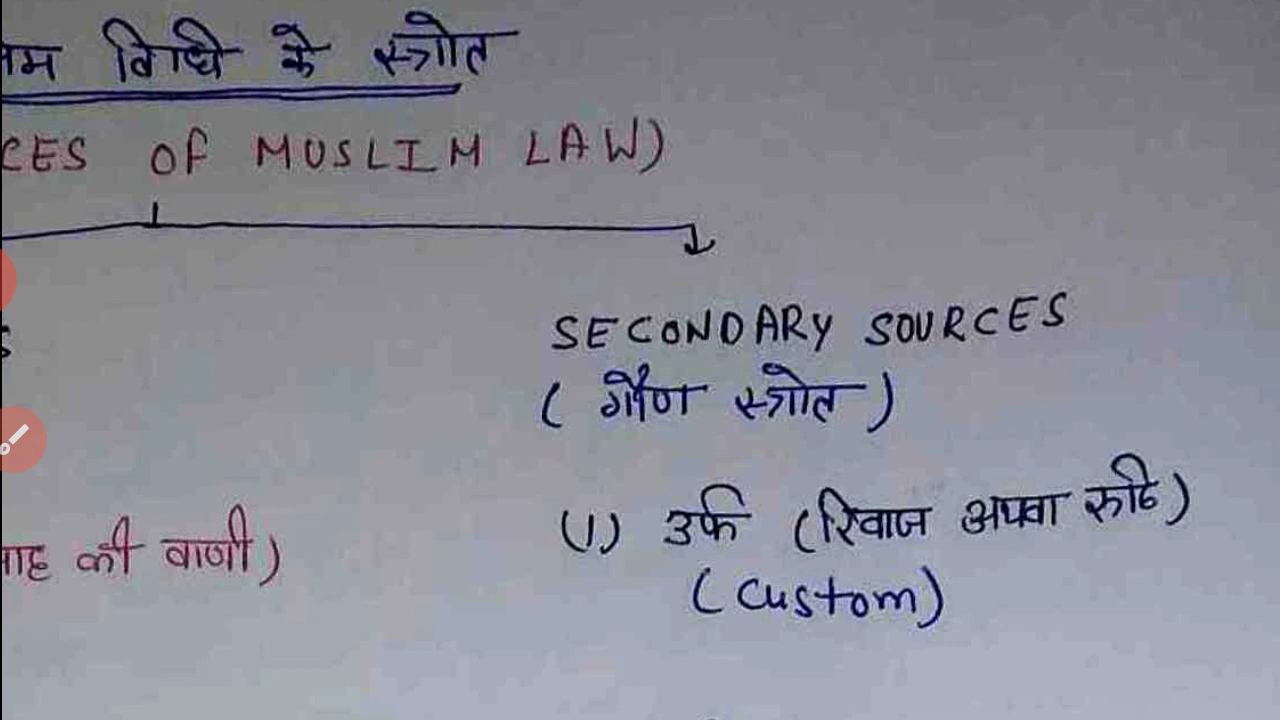 विधि के स्त्रोत
OF MUSLIM LAW)
SECONDARY SOURCES
( गौण स्त्रोत )
की वाणी)
(1) उर्फ (रिवाज अथवा रुढि)
(Custom)